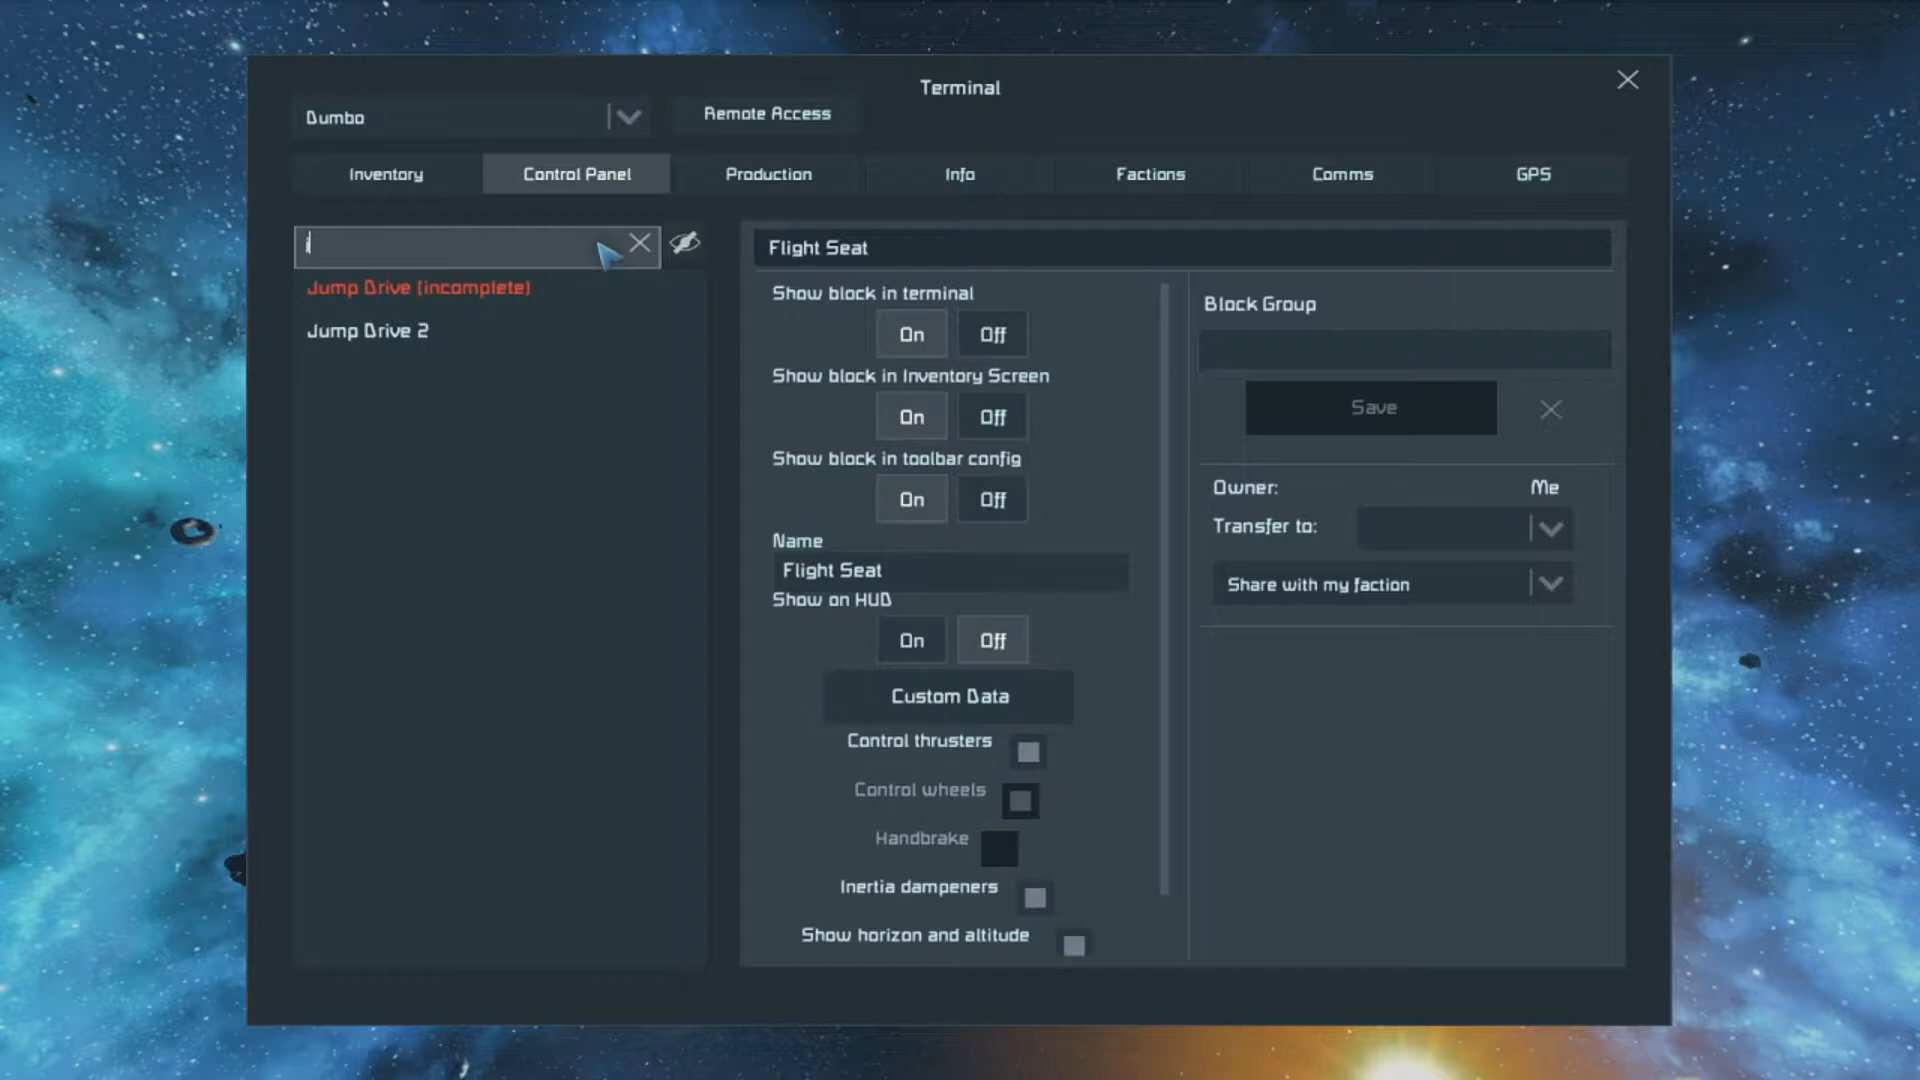 Terminal
Dumbo
Remote Access
Inventory
Control Panel
Production
Info
Factions
Comms
GPS
j
Jump Drive (incomplete)
Jump Drive 2
Flight Seat
Show block in terminal
On Off
Show block in Inventory Screen
On Off
Show block in toolbar config
On Off
Name
Flight Seat
Show on HUD
On Off
Custom Data
Control thrusters
Control wheels
Handbrake
Inertia dampeners
Show horizon and altitude
Block Group
Save
Owner: Me
Transfer to:
Share with my faction